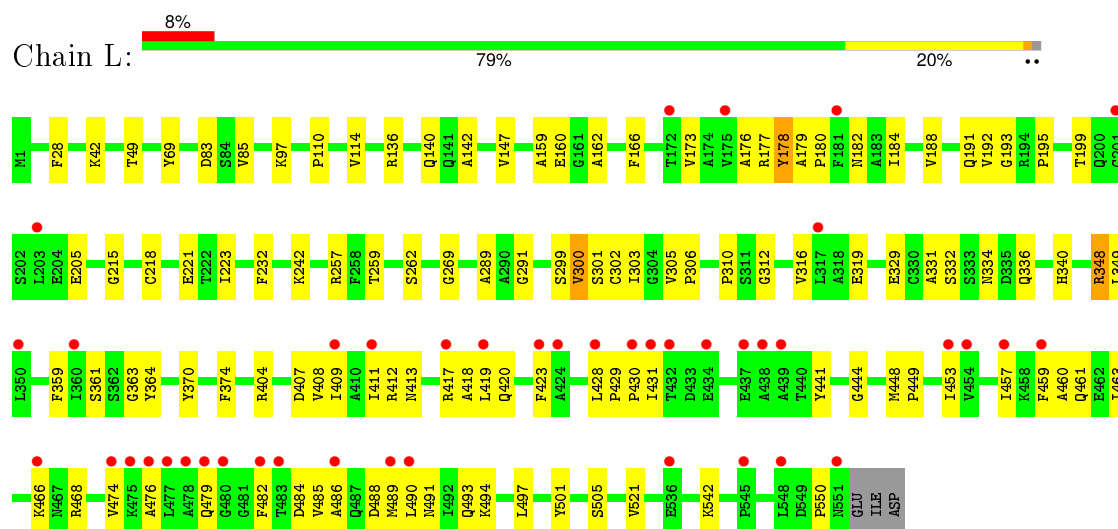 8%
Chain L:
79%
20%
••
M1 F28 K42 T49 Y69 D83 S84 V85 K97 P110 V114 R136 Q140 Q141 A142 V147 A159 E160 G161 A162 F166 T172 V173 A174 V175 A176 R177 Y178 A179 P180 F181 N182 A183 I184 V188 Q191 V192 G193 R194 P195 T199 Q200 C201
S202 L203 E204 E205 G215 C218 E221 T222 I223 F232 K242 R257 F258 T259 S262 G269 A289 A290 G291 S299 V300 S301 C302 I303 G304 V305 P306 P310 S311 G312 V316 L317 A318 E319 E329 C330 A331 S332 S333 N334 D335 Q336 H340 R348 L349
L350 F359 I360 S361 S362 G363 Y364 Y370 F374 R404 D407 V408 I409 A410 I411 R412 N413 R417 A418 L419 Q420 F423 A424 L428 P429 P430 I431 T432 D433 E434 E437 A438 A439 T440 Y441 G444 M448 P449 I453 V454 I457 K458 F459 A460 Q461 E462
K466 N467 R468 V474 K475 A476 L477 A478 Q479 G480 G481 F482 T483 D484 V485 A486 Q487 D488 M489 L490 N491 I492 Q493 K494 L497 Y501 S505 V521 E536 K542 P545 L548 D549 P550 N551 GLU ILE ASP